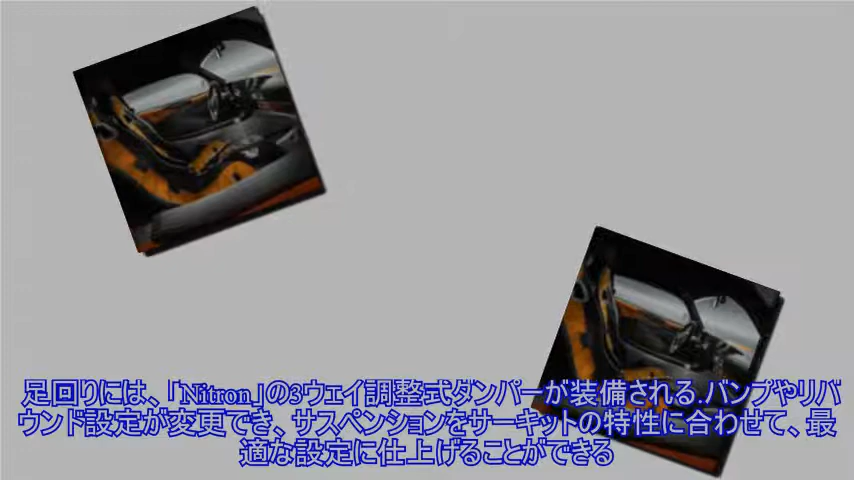 足回りには、「Nitron」の3ウェイ調整式ダンパーが装備される.バンプやリバ
ウンド設定が変更でき、サスペンションをサーキットの特性に合わせて、最
適な設定に仕上げることができる